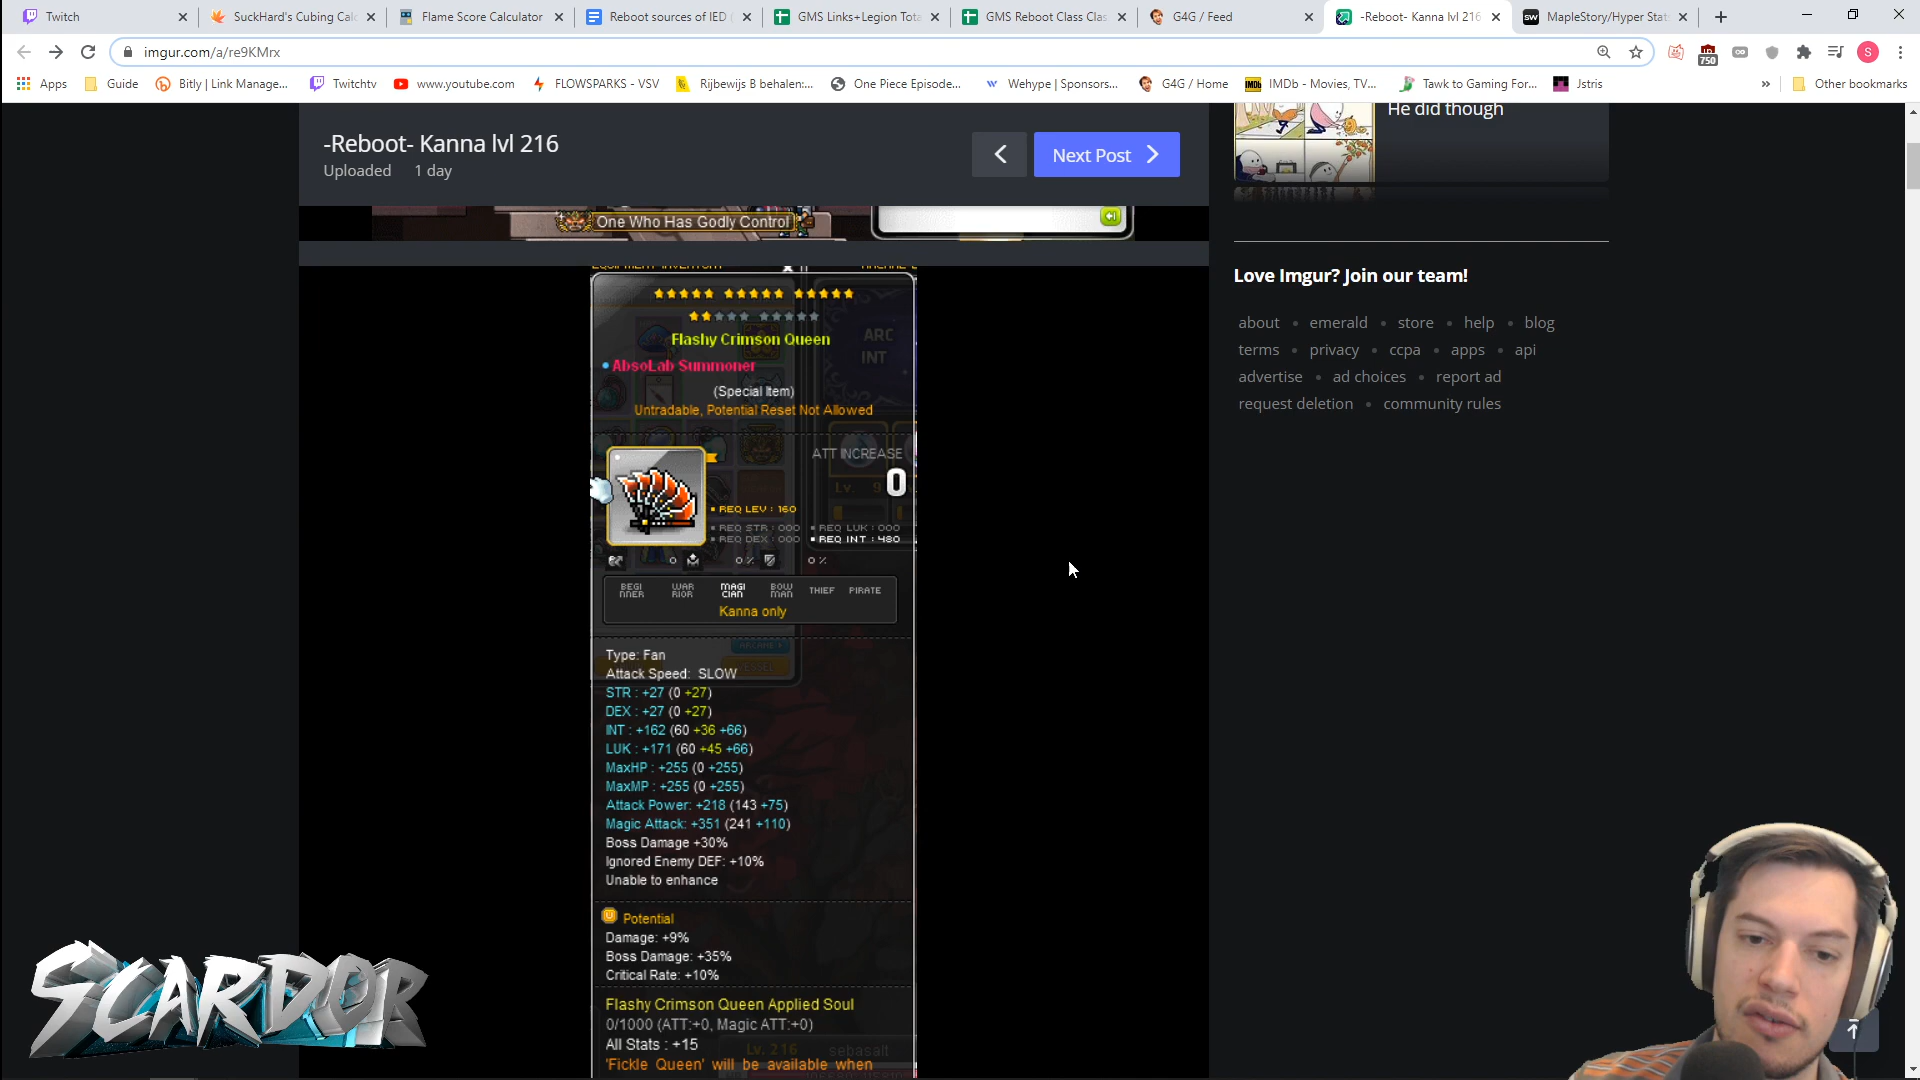 Twitch
SuckHard's Cubing Calc
Flame Score Calculator
Reboot sources of IED
GMS Links+Legion Tota
GMS Reboot Class Clas
G4G / Feed
-Reboot- Kanna lvl 216
MapleStory/Hyper Stat
imgur.com/a/re9KMrx
750
S
Apps
Guide
Bitly | Link Manage...
Twitchtv
www.youtube.com
FLOWSPARKS - VSV
Rijbewijs B behalen:...
One Piece Episode...
Wehype | Sponsors...
G4G / Home
IMDb - Movies, TV...
Tawk to Gaming For...
Jstris
»
Other bookmarks
He did though
-Reboot- Kanna lvl 216
Uploaded 1 day
Next Post
One Who Has Godly Control
Love Imgur? Join our team!
about • emerald • store • help • blog
terms • privacy • ccpa • apps • api
advertise • ad choices • report ad
request deletion • community rules
Flashy Crimson Queen
AbsoLab Summoner
(Special Item)
Untradable, Potential Reset Not Allowed
ARC
INT
ATT INCREASE
0
REQ LEV : 160
REQ STR : 000
REQ LUK : 000
REQ DEX : 000
REQ INT : 480
0 0 % 0 %
BEGINNER WARRIOR MAGICIAN BOWMAN THIEF PIRATE
Kanna only
Type: Fan
Attack Speed: SLOW
STR : +27 (0 +27)
DEX : +27 (0 +27)
INT : +162 (60 +36 +66)
LUK : +171 (60 +45 +66)
MaxHP : +255 (0 +255)
MaxMP : +255 (0 +255)
Attack Power: +218 (143 +75)
Magic Attack: +351 (241 +110)
Boss Damage +30%
Ignored Enemy DEF: +10%
Unable to enhance
Potential
Damage: +9%
Boss Damage: +35%
Critical Rate: +10%
Flashy Crimson Queen Applied Soul
0/1000 (ATT:+0, Magic ATT:+0)
All Stats : +15
Lv. 216 sebasalt
'Fickle Queen' will be available when
SCARDOR